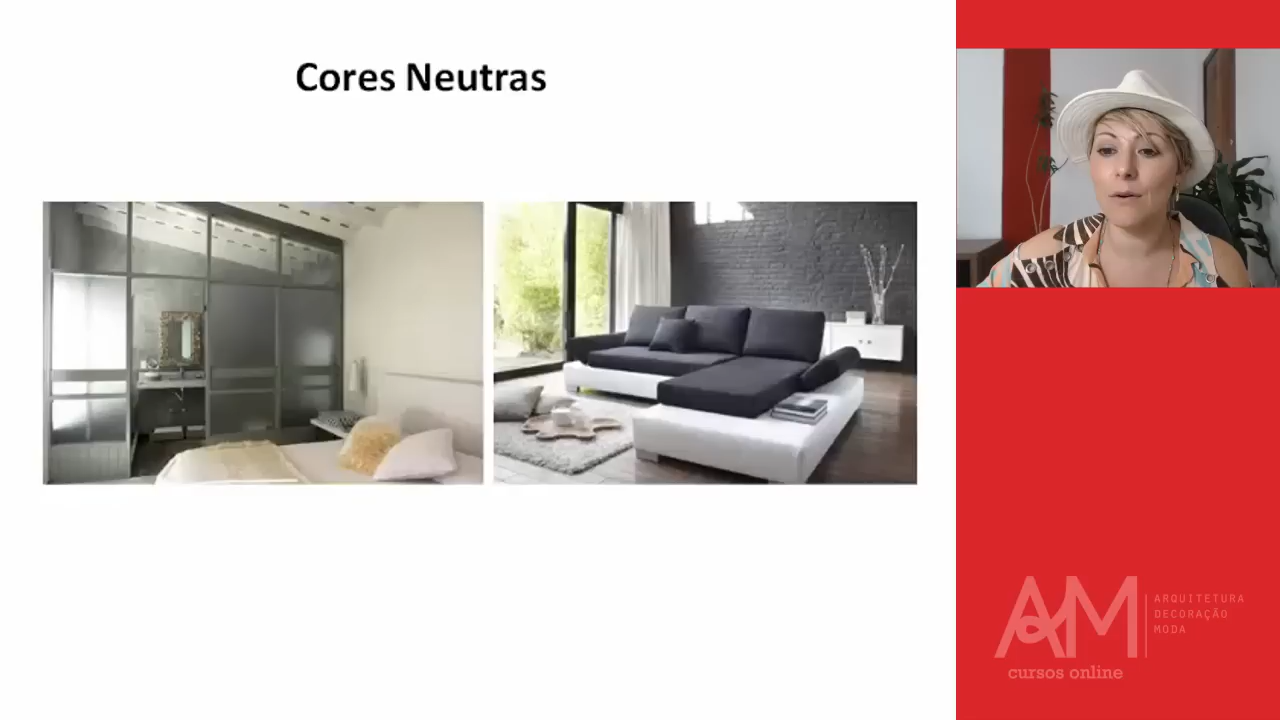 Cores Neutras
AM
ARQUITETURA
DECORAÇÃO
MODA
cursos online